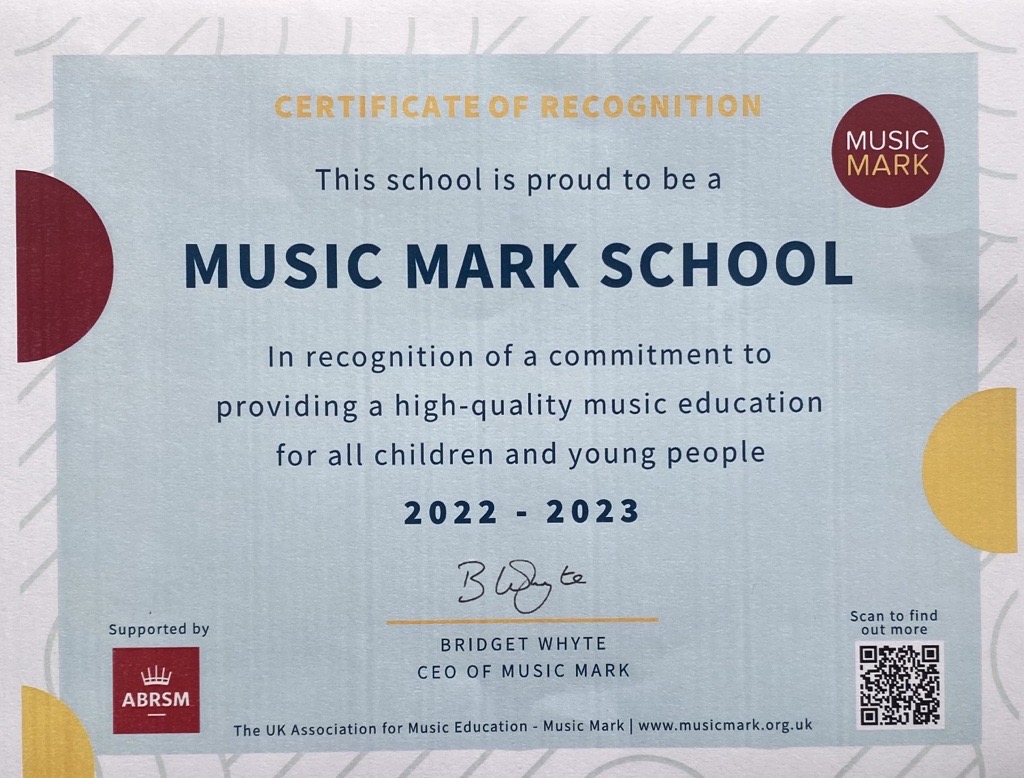 CERTIFICATE OF RECOGNITION
MUSIC
MARK
This school is proud to be a
MUSIC MARK SCHOOL
In recognition of a commitment to
providing a high-quality music education
for all children and young people
2022 - 2023
B Whyte
BRIDGET WHYTE
CEO OF MUSIC MARK
Supported by
ABRSM
Scan to find
out more
The UK Association for Music Education - Music Mark | www.musicmark.org.uk